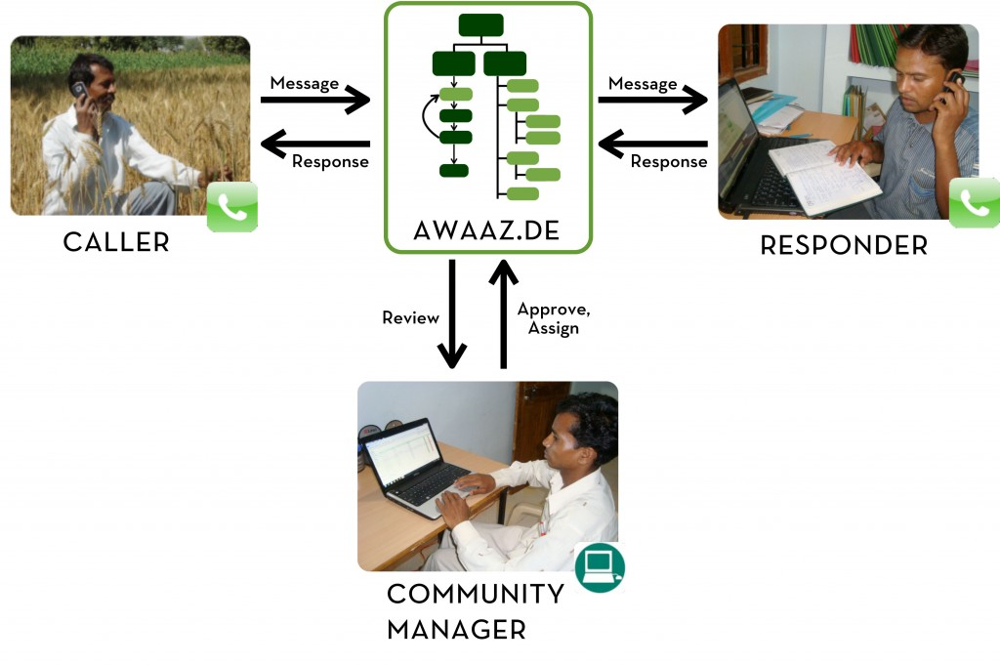 Message
Response
CALLER
AWAAZ.DE
Message
Response
RESPONDER
Review
Approve,
Assign
COMMUNITY
MANAGER